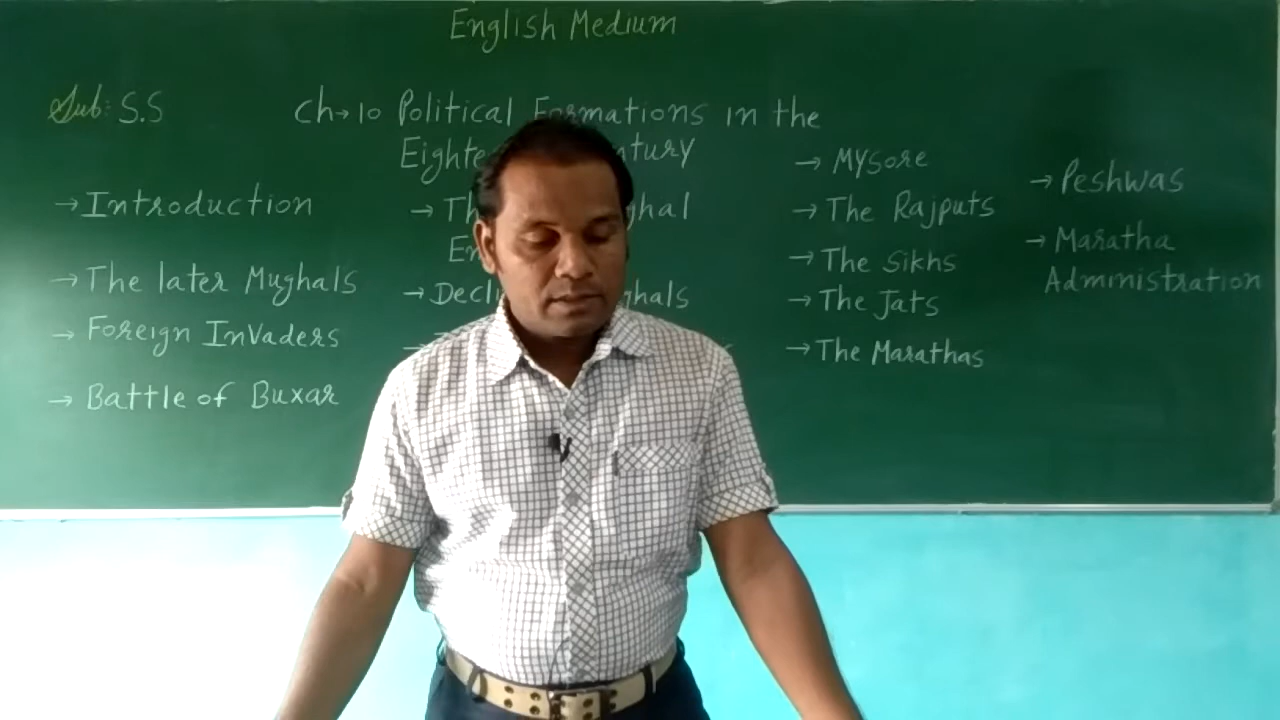 English Medium
Sub: S.S
Ch→10 Political Formations in the
→Introduction
→The later Mughals
→Foreign InVaders
→Battle of Buxar
→Mysore
→The Rajputs
→The Sikhs
→The Jats
→The Marathas
→Peshwas
→Maratha
Administration